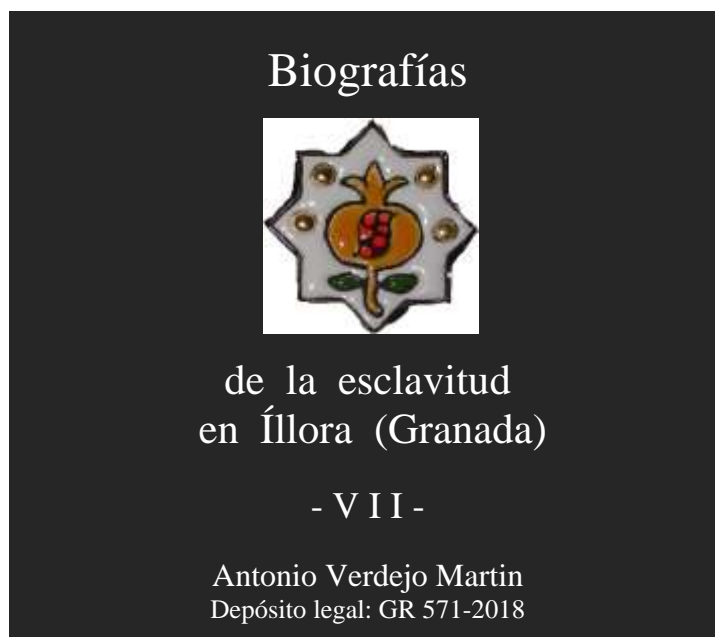 Biografías
de la esclavitud
en Íllora (Granada)
- V I I -
Antonio Verdejo Martin
Depósito legal: GR 571-2018